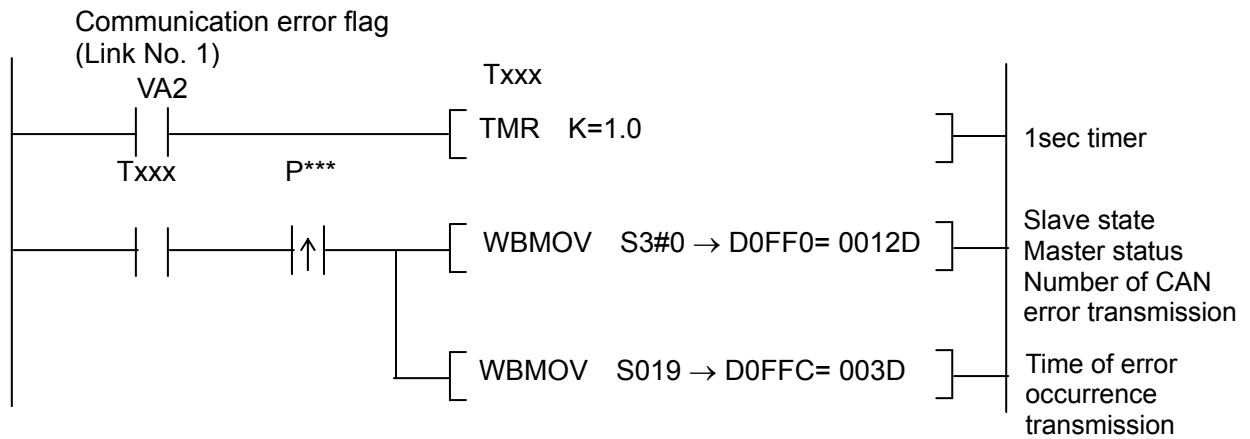 Communication error flag
(Link No. 1)
VA2
Txxx
TMR K=1.0
1sec timer
Txxx P***
WBMOV S3#0 → D0FF0= 0012D
Slave state
Master status
Number of CAN
error transmission
WBMOV S019 → D0FFC= 003D
Time of error
occurrence
transmission